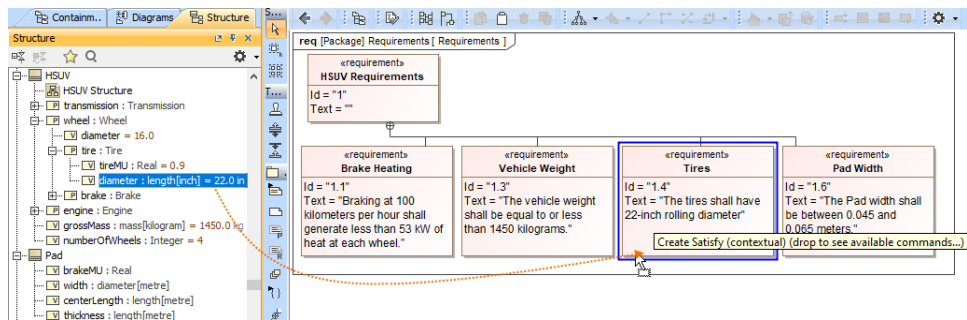 Containm..
Diagrams
Structure
S...
Structure
HSUV
HSUV Structure
transmission : Transmission
wheel : Wheel
diameter = 16.0
tire : Tire
tireMU : Real = 0.9
diameter : length[inch] = 22.0 in
brake : Brake
engine : Engine
grossMass : mass[kilogram] = 1450.0 kg
numberOfWheels : Integer = 4
Pad
brakeMU : Real
width : diameter[metre]
centerLength : length[metre]
thickness : length[metre]
T...
req [Package] Requirements [ Requirements ]
«requirement»
HSUV Requirements
Id = "1"
Text = ""
«requirement»
Brake Heating
Id = "1.1"
Text = "Braking at 100
kilometers per hour shall
generate less than 53 kW of
heat at each wheel."
«requirement»
Vehicle Weight
Id = "1.3"
Text = "The vehicle weight
shall be equal to or less
than 1450 kilograms."
«requirement»
Tires
Id = "1.4"
Text = "The tires shall have
22-inch rolling diameter"
«requirement»
Pad Width
Id = "1.6"
Text = "The Pad width shall
be between 0.045 and
0.065 meters."
Create Satisfy (contextual) (drop to see available commands...)